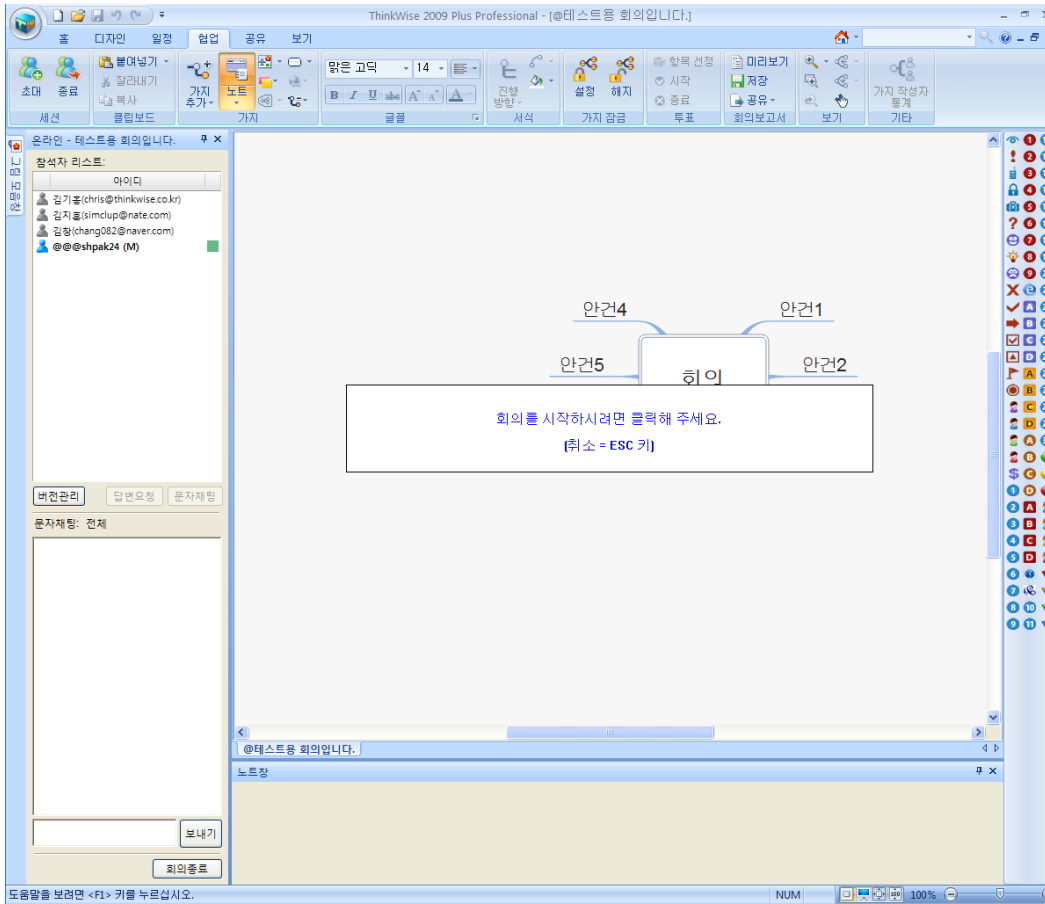 ThinkWise 2009 Plus Professional - [@테스트용 회의입니다.]
홈 디자인 일정 협업 공유 보기
초대 종료
붙여넣기
잘라내기
복사
가지
추가
노트
맑은 고딕 14
B I U abc A A A
진행
방향
설정 해지
항목 선정
시작
종료
미리보기
저장
공유
가지 작성자
통계
세션 클립보드 가지 글꼴 서식 가지 잠금 투표 회의보고서 보기 기타
온라인 - 테스트용 회의입니다.
참석자 리스트:
아이디
김기홍(chris@thinkwise.co.kr)
김지홍(simclup@nate.com)
김창(chang082@naver.com)
@@@shpak24 (M)
버전관리 답변요청 문자채팅
문자채팅: 전체
보내기
회의종료
안건4 안건1
안건5 회의 안건2
회의를 시작하시려면 클릭해 주세요.
(취소 = ESC 키)
@테스트용 회의입니다.
노트창
도움말을 보려면 <F1> 키를 누르십시오.
NUM
100%